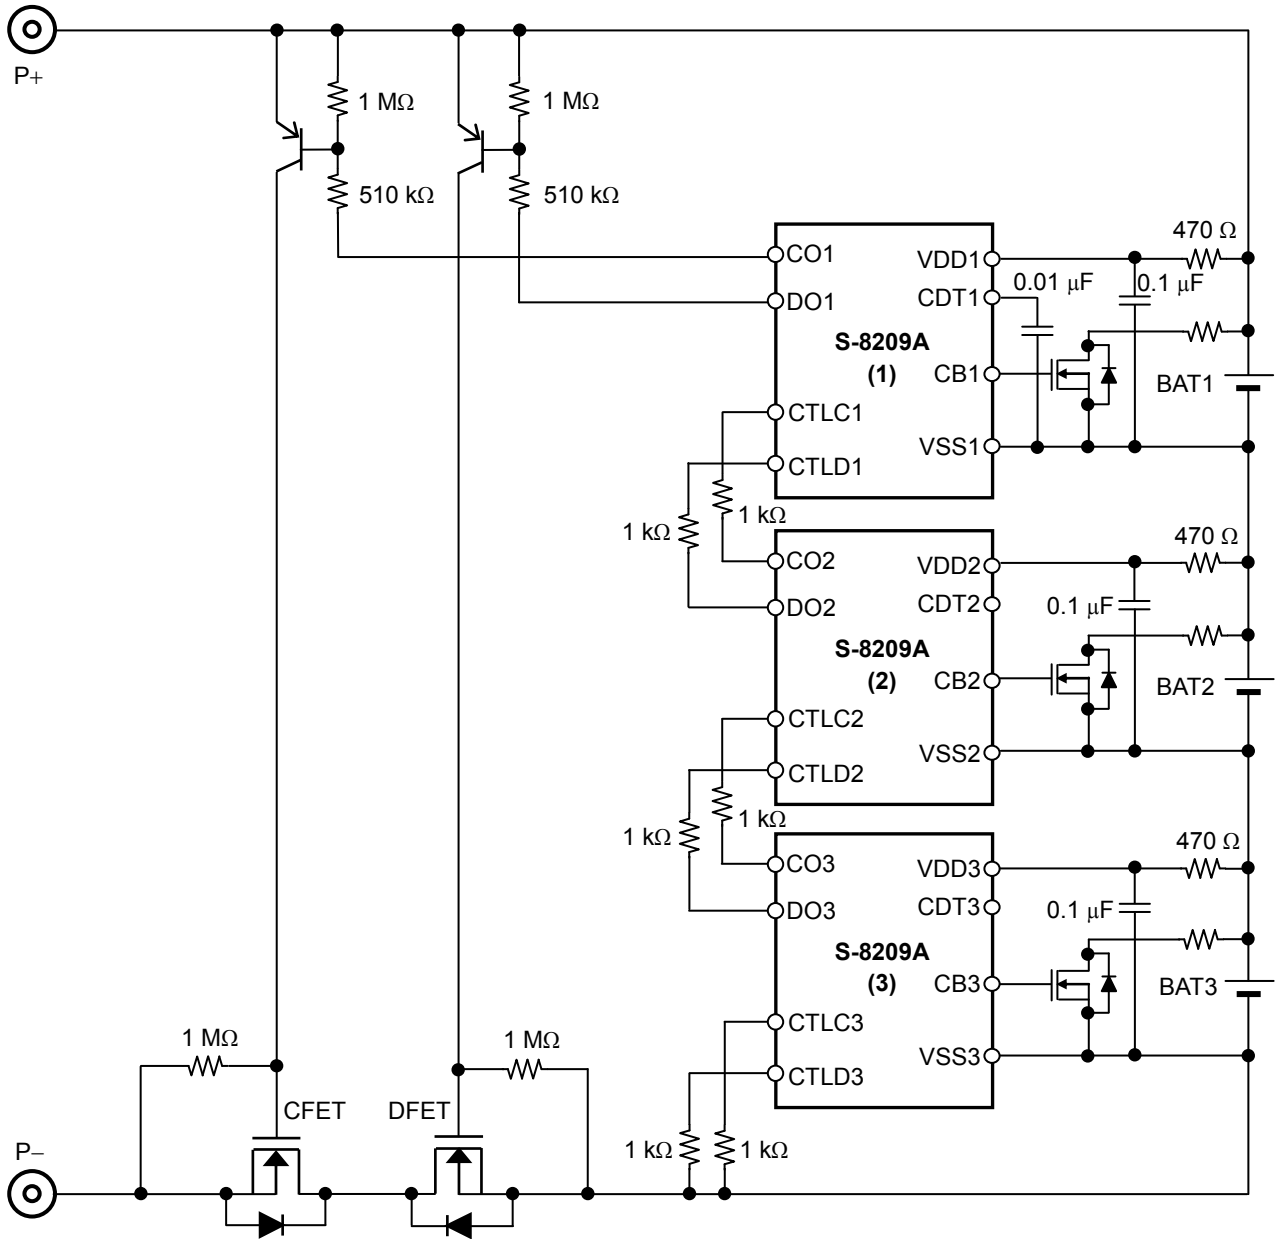 P+
1 MΩ
1 MΩ
510 kΩ
510 kΩ
CO1
DO1
S-8209A
(1)
CTLC1
CTLD1
VDD1
CDT1
CB1
VSS1
470 Ω
0.01 μF
0.1 μF
BAT1
1 kΩ
1 kΩ
CO2
DO2
S-8209A
(2)
CTLC2
CTLD2
VDD2
CDT2
CB2
VSS2
470 Ω
0.1 μF
BAT2
1 kΩ
1 kΩ
CO3
DO3
S-8209A
(3)
CTLC3
CTLD3
VDD3
CDT3
CB3
VSS3
470 Ω
0.1 μF
BAT3
1 MΩ
1 MΩ
CFET
DFET
1 kΩ
1 kΩ
P−